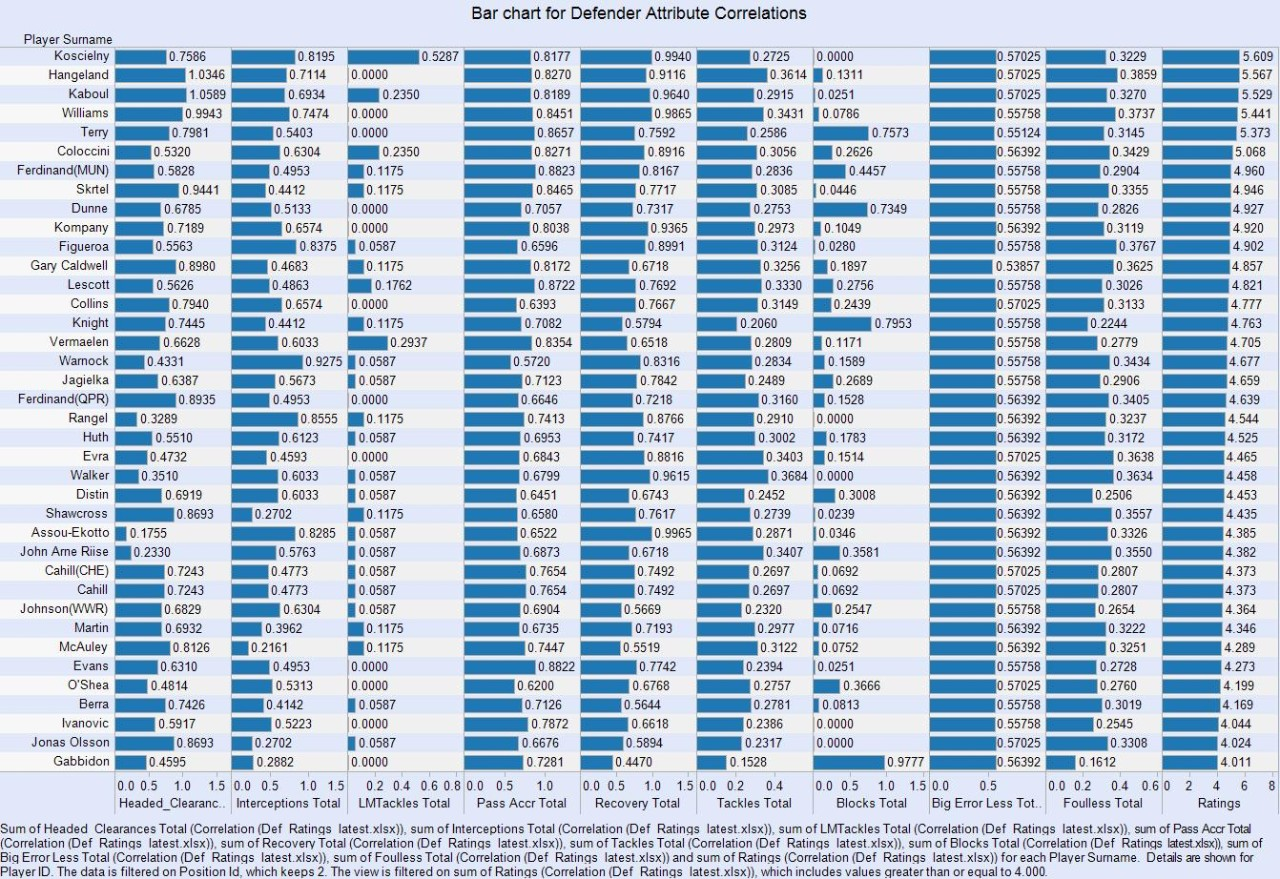 Bar chart for Defender Attribute Correlations
Player Surname
Koscielny 0.7586 0.8195 0.5287 0.8177 0.9940 0.2725 0.0000 0.57025 0.3229 5.609
Hangeland 1.0346 0.7114 0.0000 0.8270 0.9116 0.3614 0.1311 0.57025 0.3859 5.567
Kaboul 1.0589 0.6934 0.2350 0.8189 0.9640 0.2915 0.0251 0.57025 0.3270 5.529
Williams 0.9943 0.7474 0.0000 0.8451 0.9865 0.3431 0.0786 0.55758 0.3737 5.441
Terry 0.7981 0.5403 0.0000 0.8657 0.7592 0.2586 0.7573 0.55124 0.3145 5.373
Coloccini 0.5320 0.6304 0.2350 0.8271 0.8916 0.3056 0.2626 0.56392 0.3429 5.068
Ferdinand(MUN) 0.5828 0.4953 0.1175 0.8823 0.8167 0.2836 0.4457 0.55758 0.2904 4.960
Skrtel 0.9441 0.4412 0.1175 0.8465 0.7717 0.3085 0.0446 0.55758 0.3355 4.946
Dunne 0.6785 0.5133 0.0000 0.7057 0.7317 0.2753 0.7349 0.55758 0.2826 4.927
Kompany 0.7189 0.6574 0.0000 0.8038 0.9365 0.2973 0.1049 0.56392 0.3119 4.920
Figueroa 0.5563 0.8375 0.0587 0.6596 0.8991 0.3124 0.0280 0.55758 0.3767 4.902
Gary Caldwell 0.8980 0.4683 0.1175 0.8172 0.6718 0.3256 0.1897 0.53857 0.3625 4.857
Lescott 0.5626 0.4863 0.1762 0.8722 0.7692 0.3330 0.2756 0.55758 0.3026 4.821
Collins 0.7940 0.6574 0.0000 0.6393 0.7667 0.3149 0.2439 0.57025 0.3133 4.777
Knight 0.7445 0.4412 0.1175 0.7082 0.5794 0.2060 0.7953 0.55758 0.2244 4.763
Vermaelen 0.6628 0.6033 0.2937 0.8354 0.6518 0.2809 0.1171 0.55758 0.2779 4.705
Warnock 0.4331 0.9275 0.0587 0.5720 0.8316 0.2834 0.1589 0.55758 0.3434 4.677
Jagielka 0.6387 0.5673 0.0587 0.7123 0.7842 0.2489 0.2689 0.55758 0.2906 4.659
Ferdinand(QPR) 0.8935 0.4953 0.0000 0.6646 0.7218 0.3160 0.1528 0.56392 0.3405 4.639
Rangel 0.3289 0.8555 0.1175 0.7413 0.8766 0.2910 0.0000 0.56392 0.3237 4.544
Huth 0.5510 0.6123 0.0587 0.6953 0.7417 0.3002 0.1783 0.56392 0.3172 4.525
Evra 0.4732 0.4593 0.0000 0.6843 0.8816 0.3403 0.1514 0.57025 0.3638 4.465
Walker 0.3510 0.6033 0.0587 0.6799 0.9615 0.3684 0.0000 0.56392 0.3634 4.458
Distin 0.6919 0.6033 0.0587 0.6451 0.6743 0.2452 0.3008 0.56392 0.2506 4.453
Shawcross 0.8693 0.2702 0.1175 0.6580 0.7617 0.2739 0.0239 0.56392 0.3557 4.435
Assou-Ekotto 0.1755 0.8285 0.0587 0.6522 0.9965 0.2871 0.0346 0.56392 0.3326 4.385
John Arne Riise 0.2330 0.5763 0.0587 0.6873 0.6718 0.3407 0.3581 0.56392 0.3550 4.382
Cahill(CHE) 0.7243 0.4773 0.0587 0.7654 0.7492 0.2697 0.0692 0.57025 0.2807 4.373
Cahill 0.7243 0.4773 0.0587 0.7654 0.7492 0.2697 0.0692 0.57025 0.2807 4.373
Johnson(WWR) 0.6829 0.6304 0.0587 0.6904 0.5669 0.2320 0.2547 0.55758 0.2654 4.364
Martin 0.6932 0.3962 0.1175 0.6735 0.7193 0.2977 0.0716 0.56392 0.3222 4.346
McAuley 0.8126 0.2161 0.1175 0.7447 0.5519 0.3122 0.0752 0.56392 0.3251 4.289
Evans 0.6310 0.4953 0.0000 0.8822 0.7742 0.2394 0.0251 0.55758 0.2728 4.273
O'Shea 0.4814 0.5313 0.0000 0.6200 0.6768 0.2757 0.3666 0.57025 0.2760 4.199
Berra 0.7426 0.4142 0.0587 0.7126 0.5644 0.2781 0.0813 0.55758 0.3019 4.169
Ivanovic 0.5917 0.5223 0.0000 0.7872 0.6618 0.2386 0.0000 0.55758 0.2545 4.044
Jonas Olsson 0.8693 0.2702 0.0587 0.6676 0.5894 0.2317 0.0000 0.57025 0.3308 4.024
Gabbidon 0.4595 0.2882 0.0000 0.7281 0.4470 0.1528 0.9777 0.56392 0.1612 4.011
0.0 0.5 1.0 1.5 0.0 0.5 1.0 1.5 0.0 0.2 0.4 0.6 0.8 0.5 1.0 0.0 0.5 1.0 1.5 0.0 0.2 0.4 0.0 0.5 1.0 1.5 0.0 0.5 0.0 0.2 0.4 0.6 0 2 4 6 8
Headed_Clearanc.. Interceptions Total LMTackles Total Pass Accr Total Recovery Total Tackles Total Blocks Total Big Error Less Tot.. Foulless Total Ratings
Sum of Headed Clearances Total (Correlation (Def Ratings latest.xlsx)), sum of Interceptions Total (Correlation (Def Ratings latest.xlsx)), sum of LMTackles Total (Correlation (Def Ratings latest.xlsx)), sum of Pass Accr Total
(Correlation (Def Ratings latest.xlsx)), sum of Recovery Total (Correlation (Def Ratings latest.xlsx)), sum of Tackles Total (Correlation (Def Ratings latest.xlsx)), sum of Blocks Total (Correlation (Def Ratings latest.xlsx)), sum of
Big Error Less Total (Correlation (Def Ratings latest.xlsx)), sum of Foulless Total (Correlation (Def Ratings latest.xlsx)) and sum of Ratings (Correlation (Def Ratings latest.xlsx)) for each Player Surname. Details are shown for
Player ID. The data is filtered on Position Id, which keeps 2. The view is filtered on sum of Ratings (Correlation (Def Ratings latest.xlsx)), which includes values greater than or equal to 4.000.